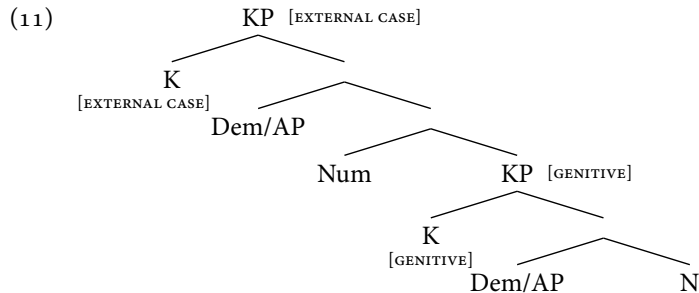 (11) KP [EXTERNAL CASE]
K
[EXTERNAL CASE]
Dem/AP
Num KP [GENITIVE]
K
[GENITIVE]
Dem/AP N